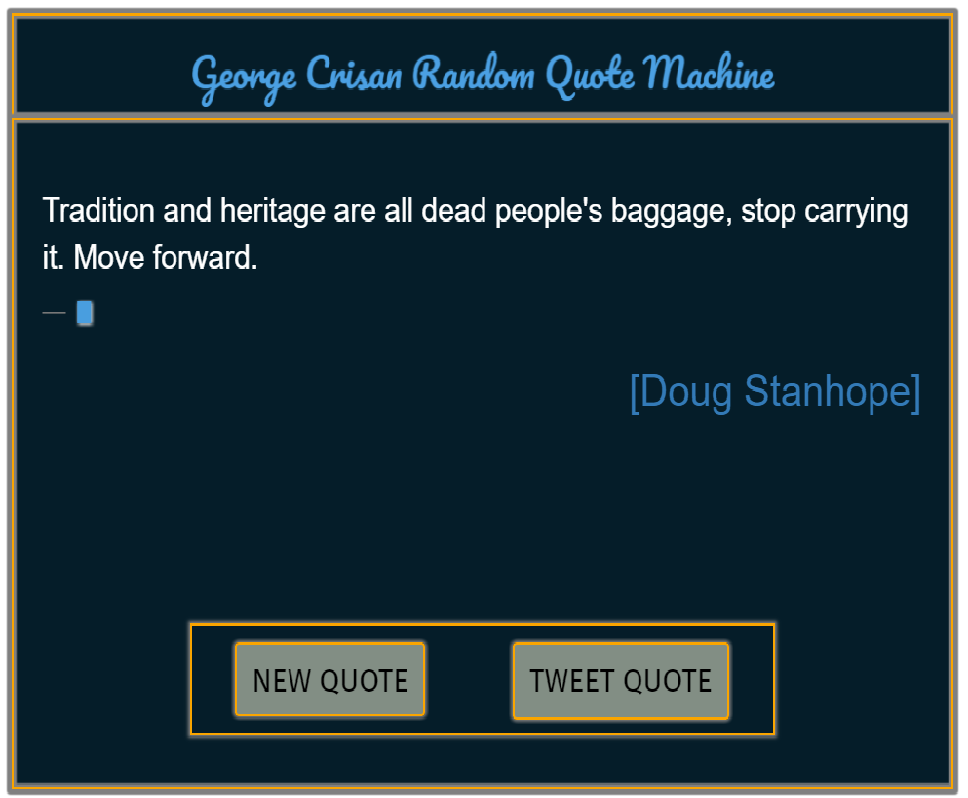 George Crisan Random Quote Machine
Tradition and heritage are all dead people's baggage, stop carrying
it. Move forward.
—
[Doug Stanhope]
NEW QUOTE
TWEET QUOTE